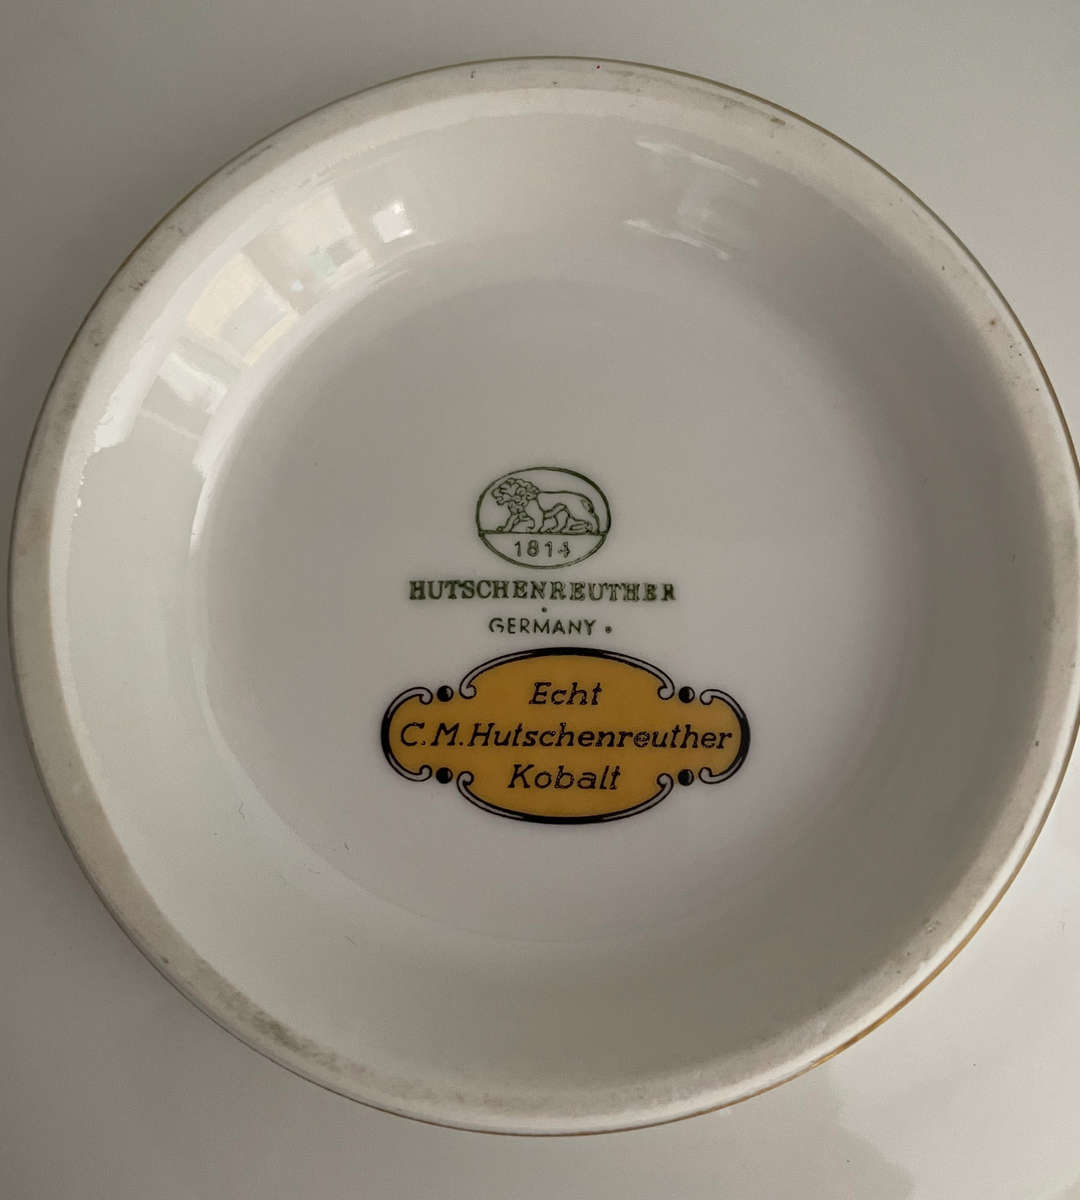 1814
HUTSCHENREUTHER
GERMANY
Echt
C.M.Hutschenreuther
Kobalt